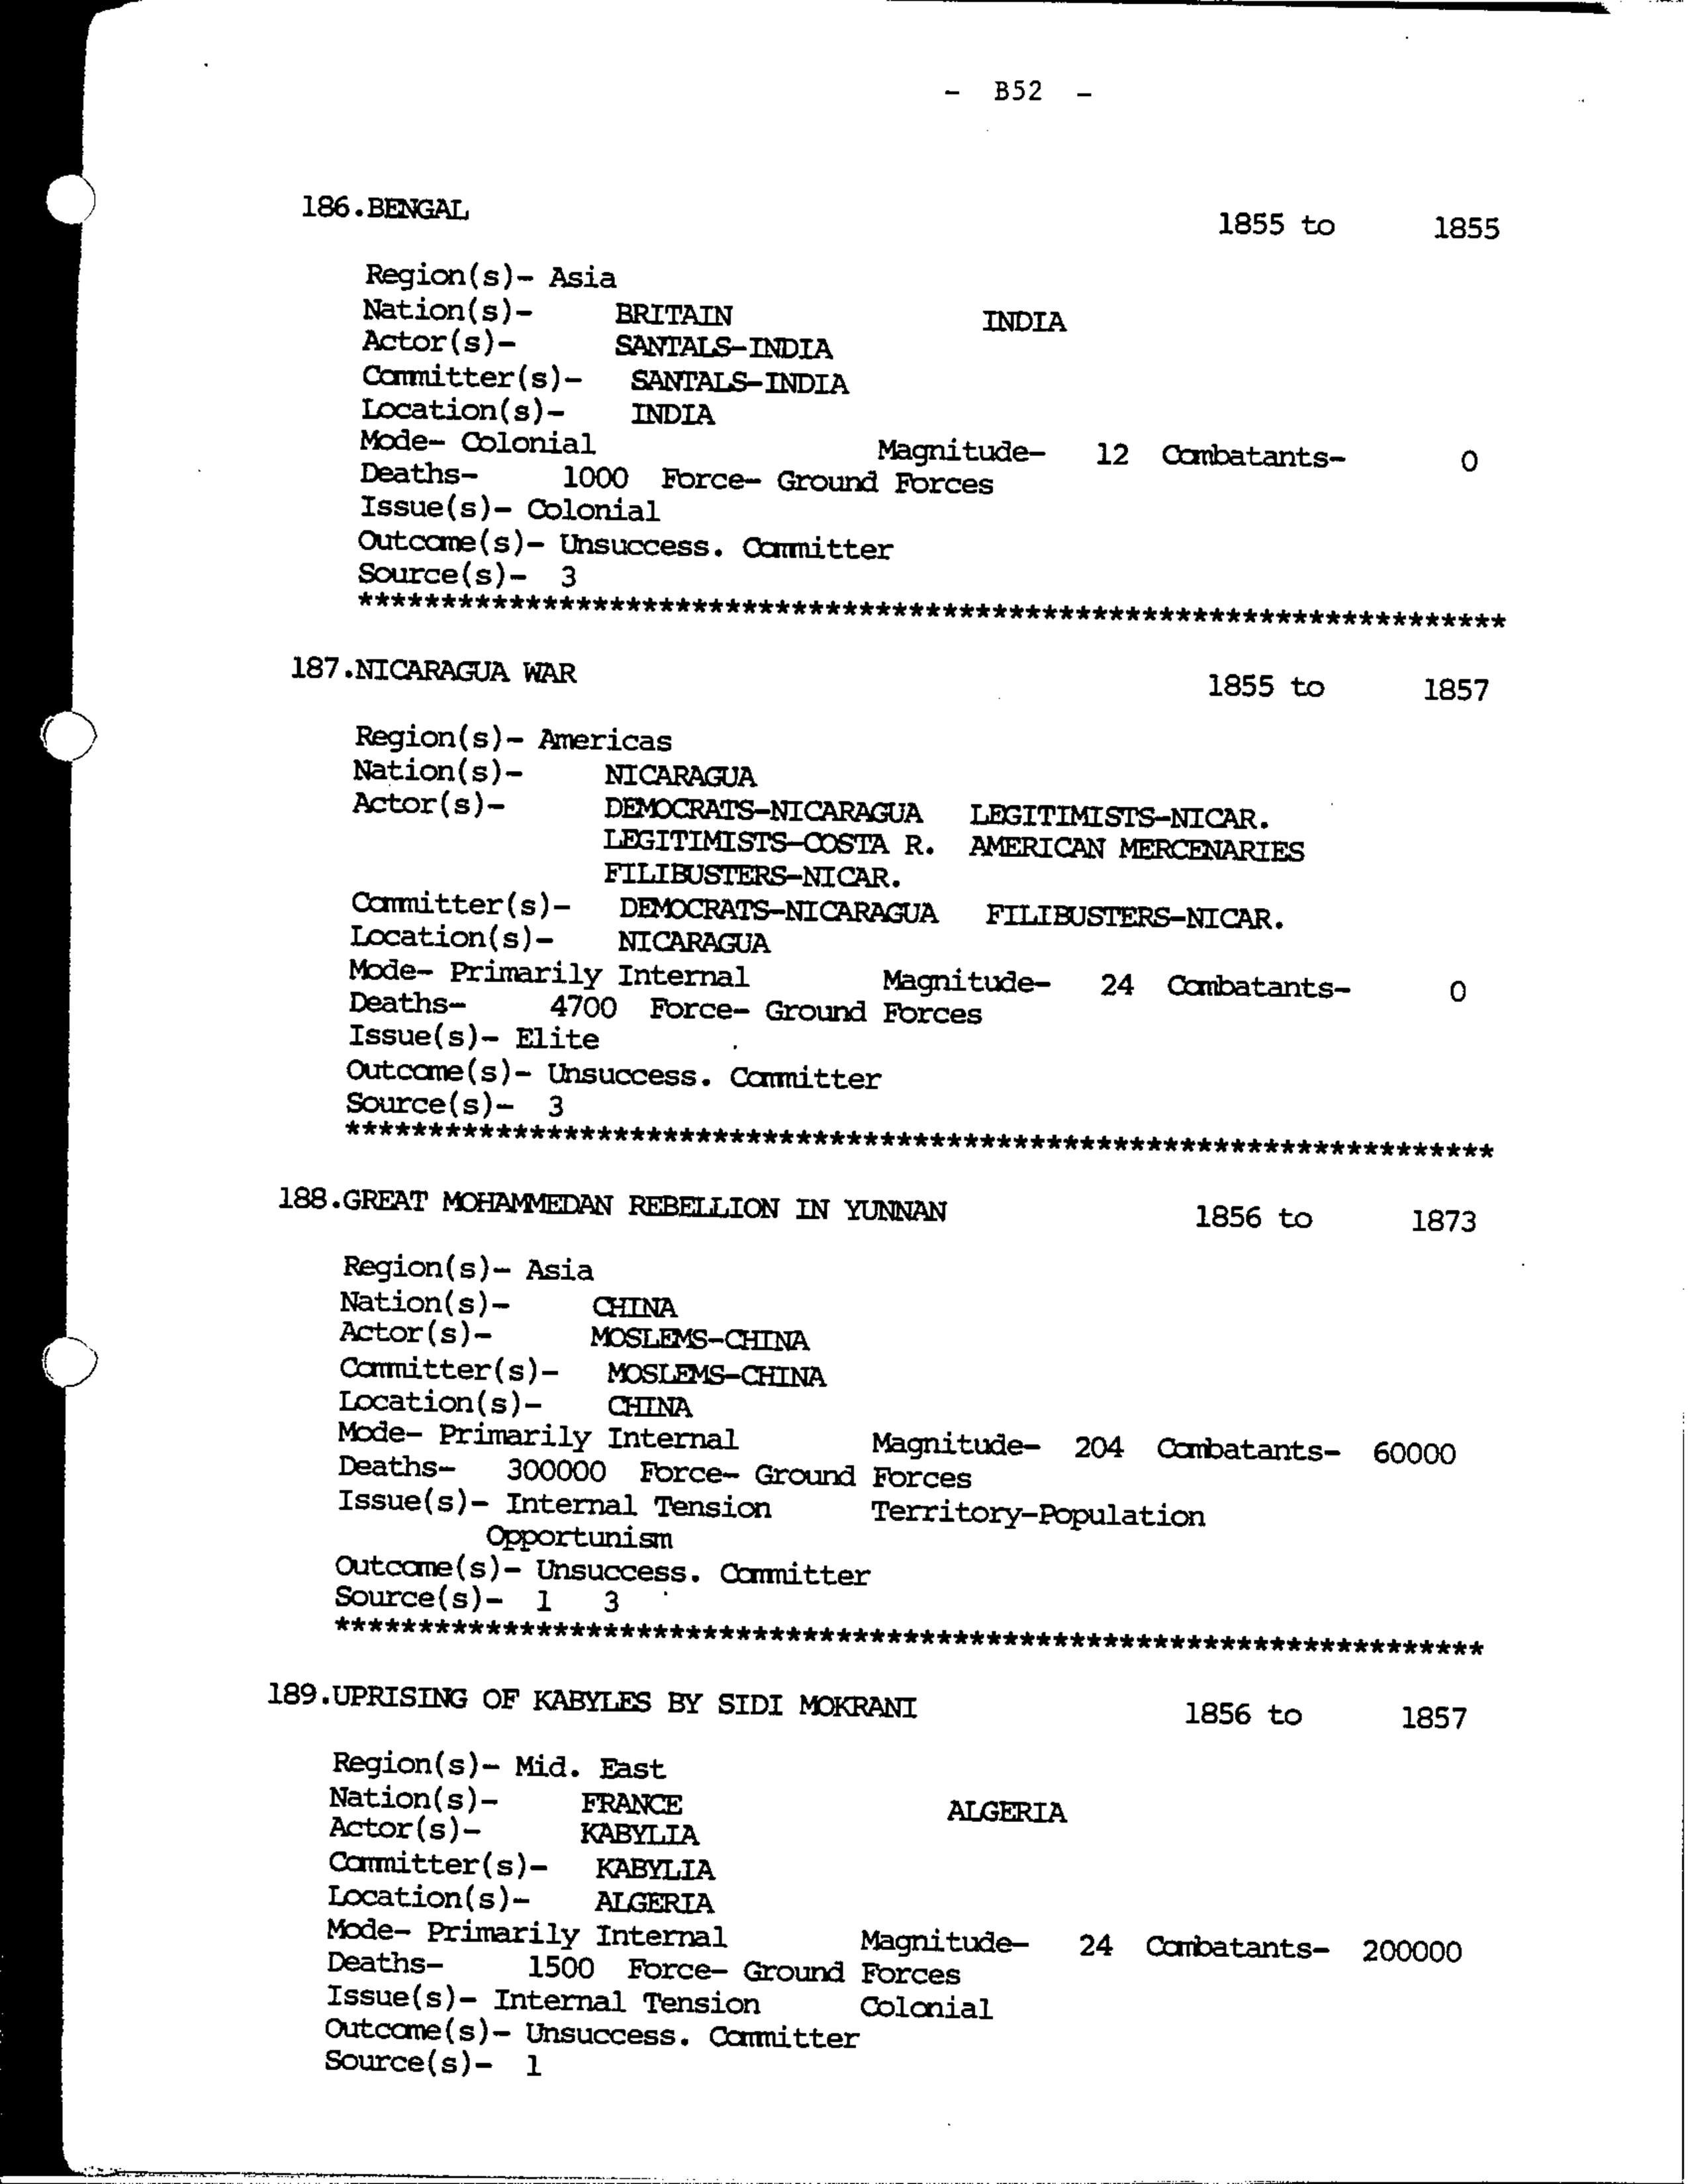 - B52 -
186.BENGAL 1855 to 1855
Region(s)- Asia
Nation(s)- BRITAIN INDIA
Actor(s)- SANTALS-INDIA
Committer(s)- SANTALS-INDIA
Location(s)- INDIA
Mode- Colonial Magnitude- 12 Combatants- 0
Deaths- 1000 Force- Ground Forces
Issue(s)- Colonial
Outcome(s)- Unsuccess. Committer
Source(s)- 3
********************************************************************
187.NICARAGUA WAR 1855 to 1857
Region(s)- Americas
Nation(s)- NICARAGUA
Actor(s)- DEMOCRATS-NICARAGUA LEGITIMISTS-NICAR.
LEGITIMISTS-COSTA R. AMERICAN MERCENARIES
FILIBUSTERS-NICAR.
Committer(s)- DEMOCRATS-NICARAGUA FILIBUSTERS-NICAR.
Location(s)- NICARAGUA
Mode- Primarily Internal Magnitude- 24 Combatants- 0
Deaths- 4700 Force- Ground Forces
Issue(s)- Elite
Outcome(s)- Unsuccess. Committer
Source(s)- 3
********************************************************************
188.GREAT MOHAMMEDAN REBELLION IN YUNNAN 1856 to 1873
Region(s)- Asia
Nation(s)- CHINA
Actor(s)- MOSLEMS-CHINA
Committer(s)- MOSLEMS-CHINA
Location(s)- CHINA
Mode- Primarily Internal Magnitude- 204 Combatants- 60000
Deaths- 300000 Force- Ground Forces
Issue(s)- Internal Tension Territory-Population
Opportunism
Outcome(s)- Unsuccess. Committer
Source(s)- 1 3
********************************************************************
189.UPRISING OF KABYLES BY SIDI MOKRANI 1856 to 1857
Region(s)- Mid. East
Nation(s)- FRANCE ALGERIA
Actor(s)- KABYLIA
Committer(s)- KABYLIA
Location(s)- ALGERIA
Mode- Primarily Internal Magnitude- 24 Combatants- 200000
Deaths- 1500 Force- Ground Forces
Issue(s)- Internal Tension Colonial
Outcome(s)- Unsuccess. Committer
Source(s)- 1